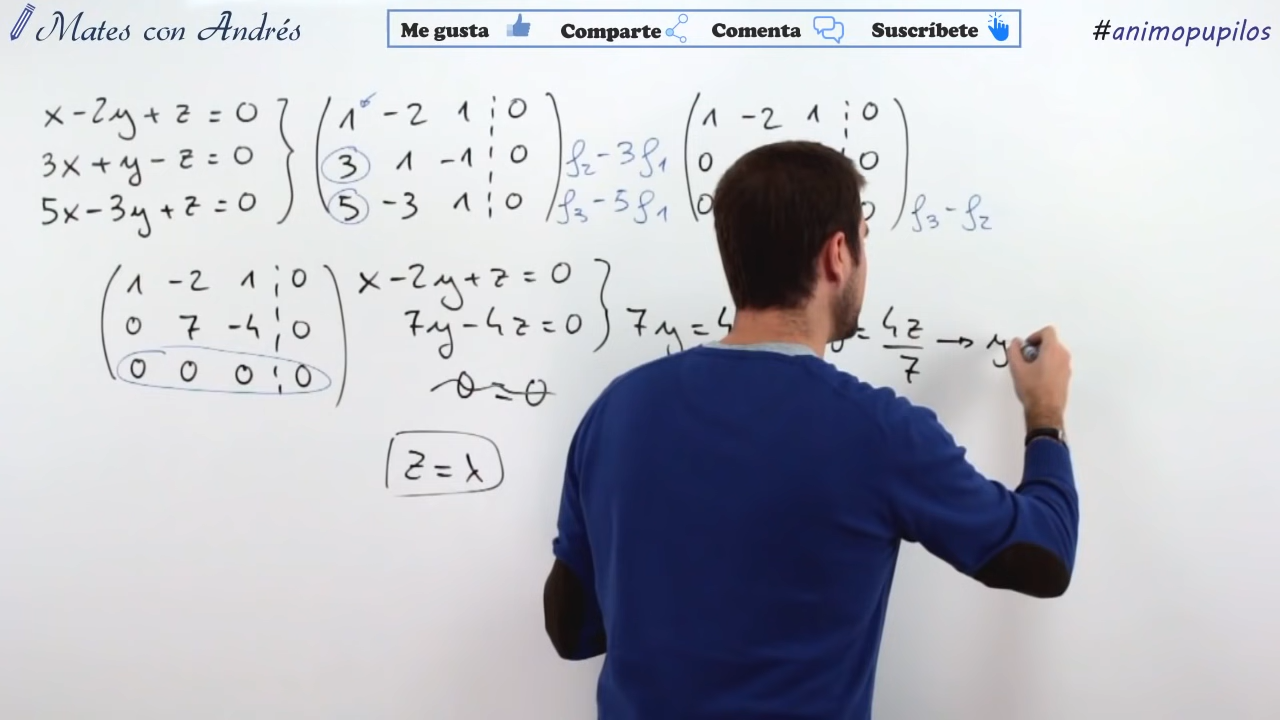 Mates con Andrés
Me gusta Comparte Comenta Suscríbete
#animopupilos
x - 2y + z = 0
3x + y - z = 0
5x - 3y + z = 0
1 -2 1 0
3 1 -1 0
5 -3 1 0
f₂ - 3f₁
f₃ - 5f₁
1 -2 1 0
0 0
0
f₃ - f₂
1 -2 1 0
0 7 -4 0
0 0 0 0
x - 2y + z = 0
7y - 4z = 0
0 = 0
7y = 4
= 4z/7 → y
z = λ